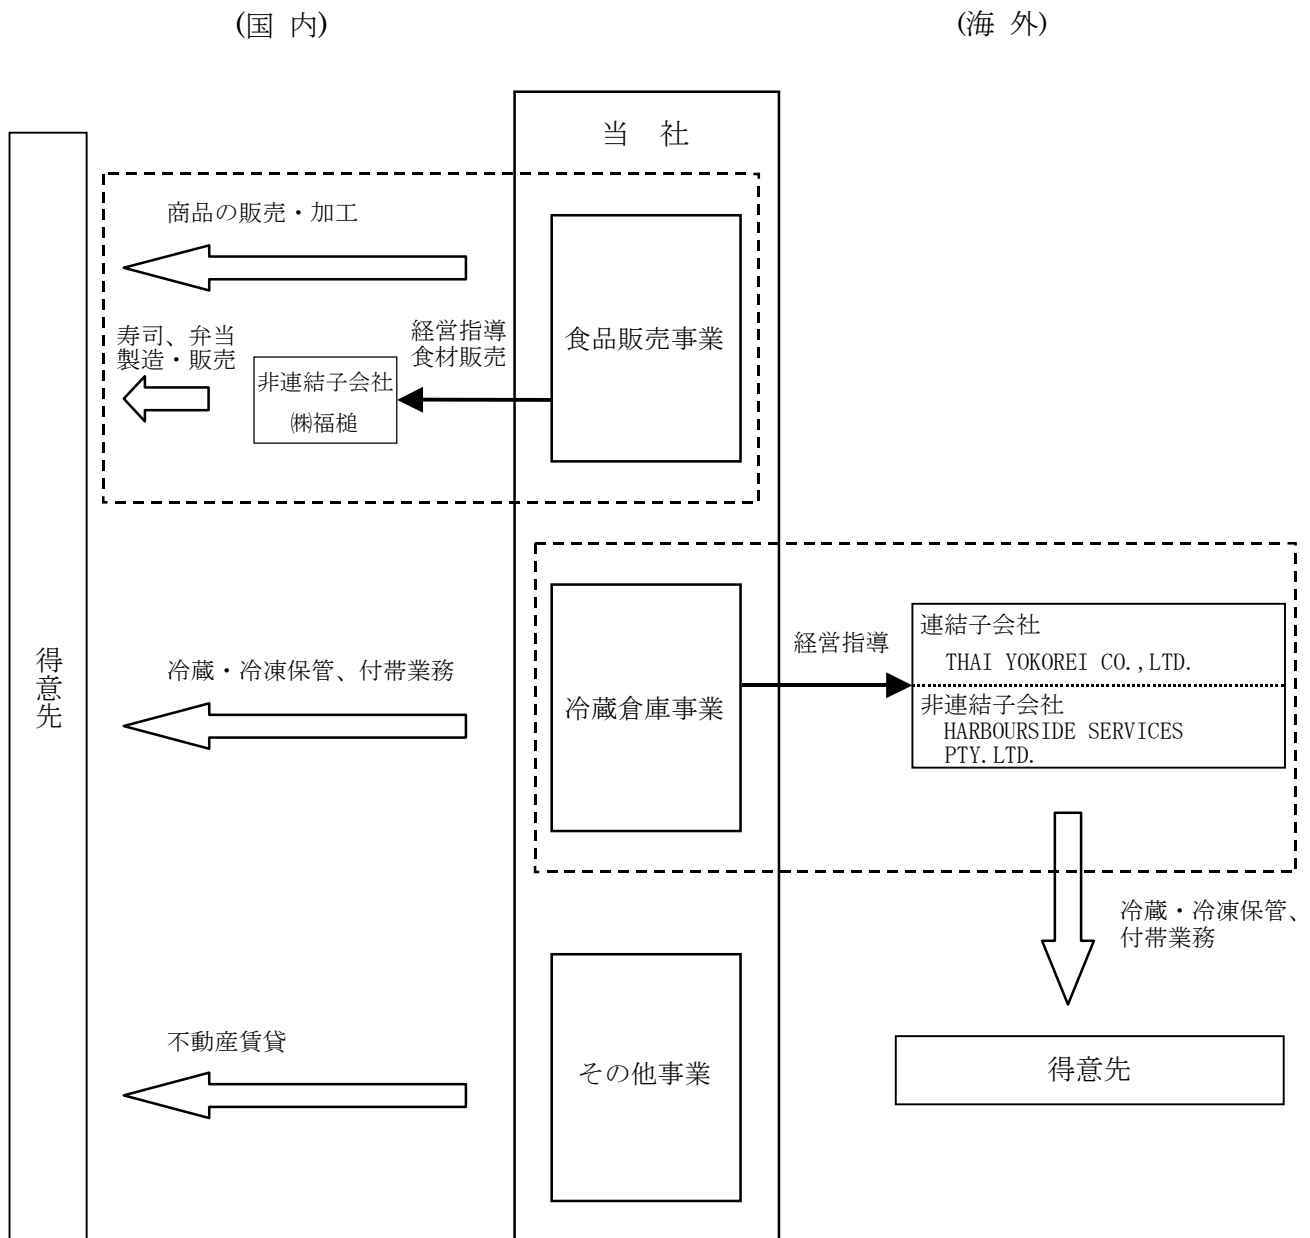 (国 内)
(海 外)
当 社
商品の販売・加工
食品販売事業
経営指導
食材販売
寿司、弁当
製造・販売
非連結子会社
㈱福槌
得意先
冷蔵・冷凍保管、付帯業務
冷蔵倉庫事業
経営指導
連結子会社
THAI YOKOREI CO.,LTD.
非連結子会社
HARBOURSIDE SERVICES
PTY.LTD.
冷蔵・冷凍保管、
付帯業務
不動産賃貸
その他事業
得意先